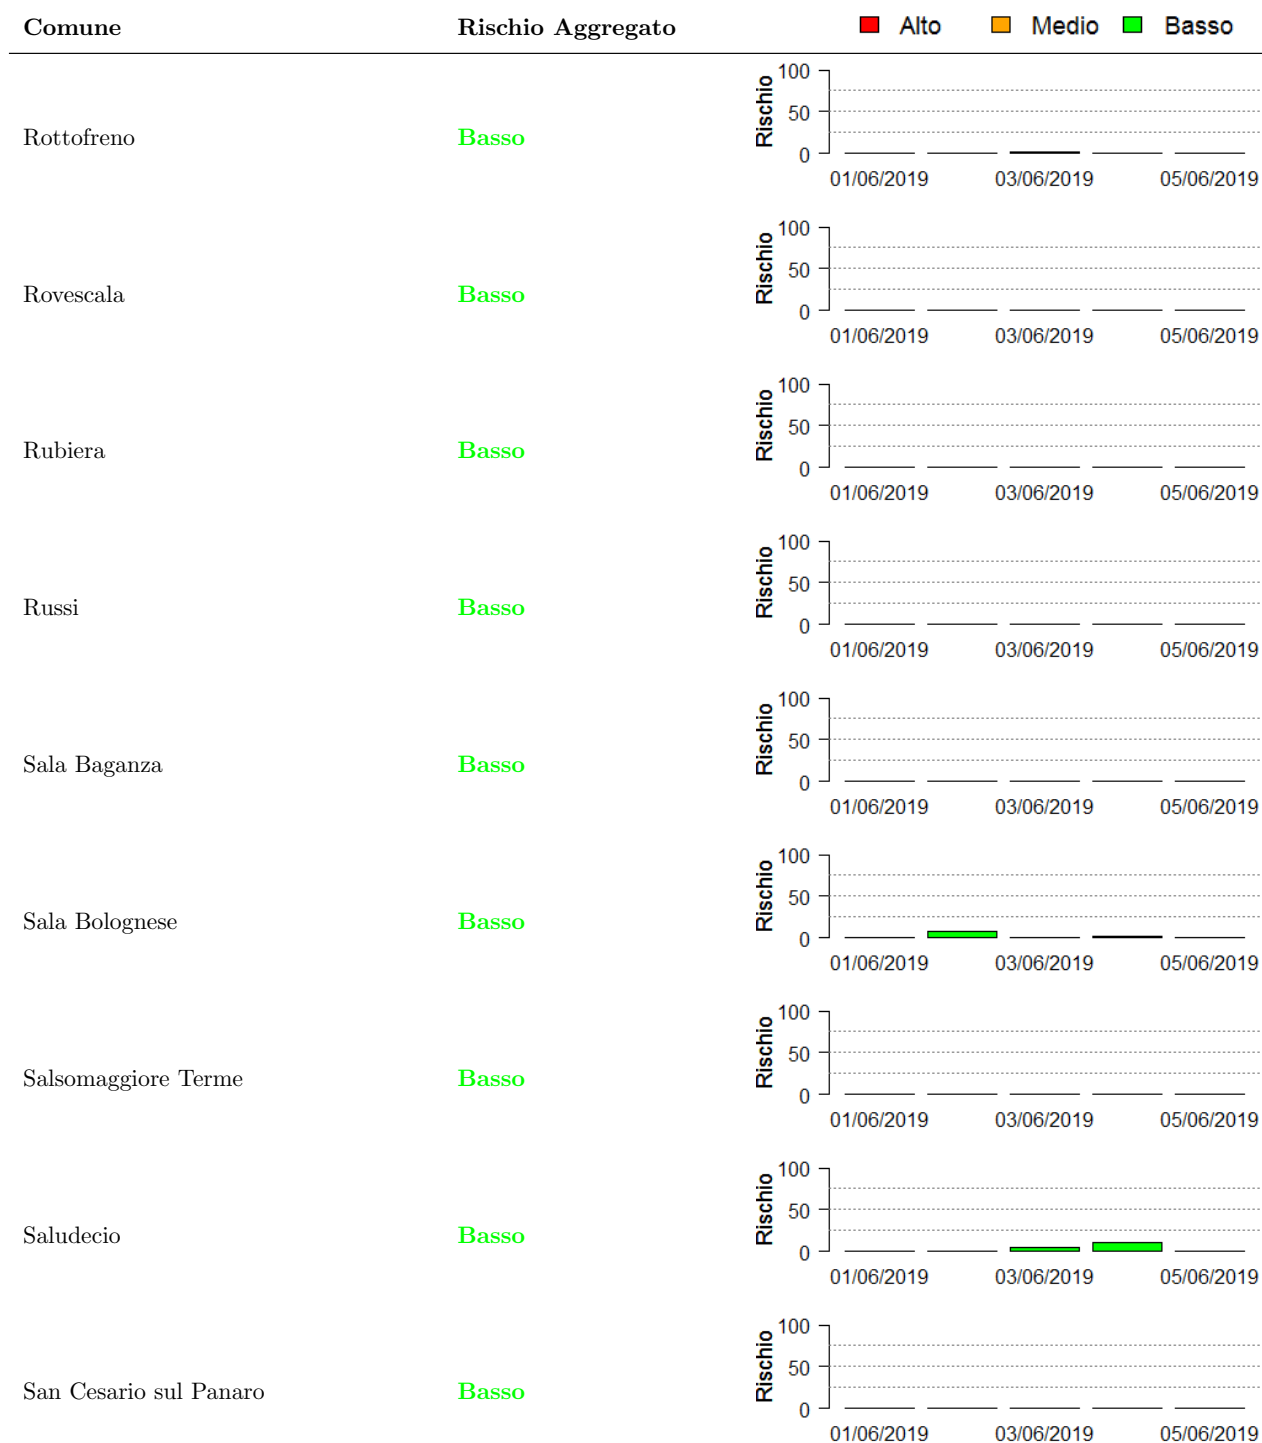 Comune Rischio Aggregato Alto Medio Basso
Rottofreno Basso
Rischio
100
50
0
01/06/2019 03/06/2019 05/06/2019
Rovescala Basso
Rischio
100
50
0
01/06/2019 03/06/2019 05/06/2019
Rubiera Basso
Rischio
100
50
0
01/06/2019 03/06/2019 05/06/2019
Russi Basso
Rischio
100
50
0
01/06/2019 03/06/2019 05/06/2019
Sala Baganza Basso
Rischio
100
50
0
01/06/2019 03/06/2019 05/06/2019
Sala Bolognese Basso
Rischio
100
50
0
01/06/2019 03/06/2019 05/06/2019
Salsomaggiore Terme Basso
Rischio
100
50
0
01/06/2019 03/06/2019 05/06/2019
Saludecio Basso
Rischio
100
50
0
01/06/2019 03/06/2019 05/06/2019
San Cesario sul Panaro Basso
Rischio
100
50
0
01/06/2019 03/06/2019 05/06/2019